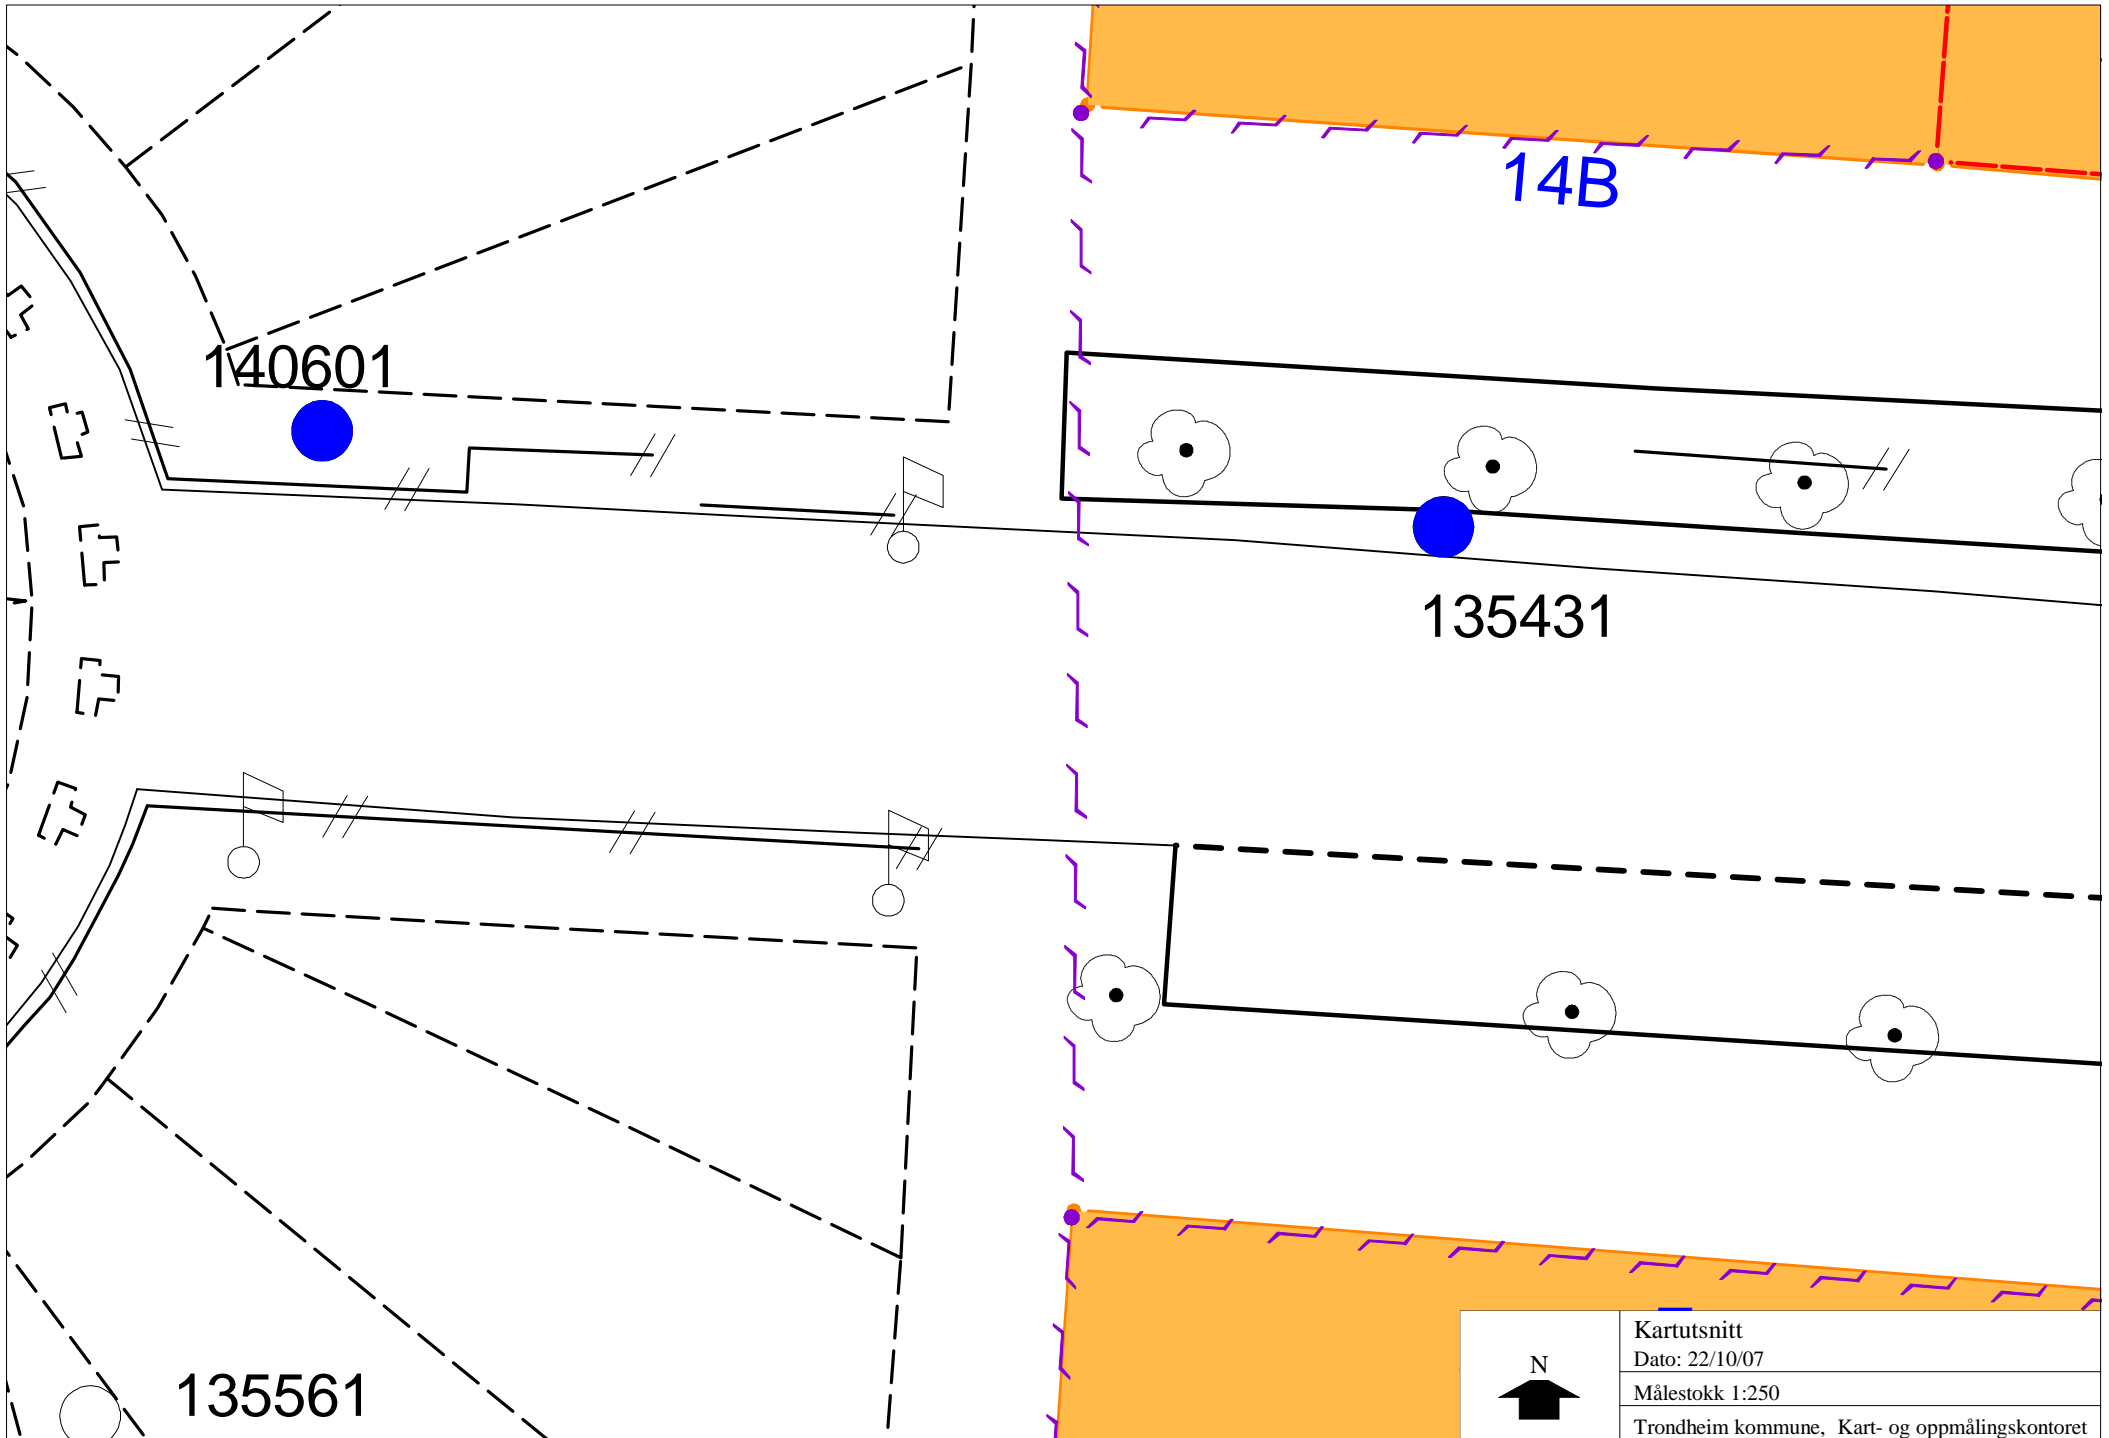 14B
140601
135431
135561
N
Kartutsnitt
Dato: 22/10/07
Målestokk 1:250
Trondheim kommune, Kart- og oppmålingskontoret